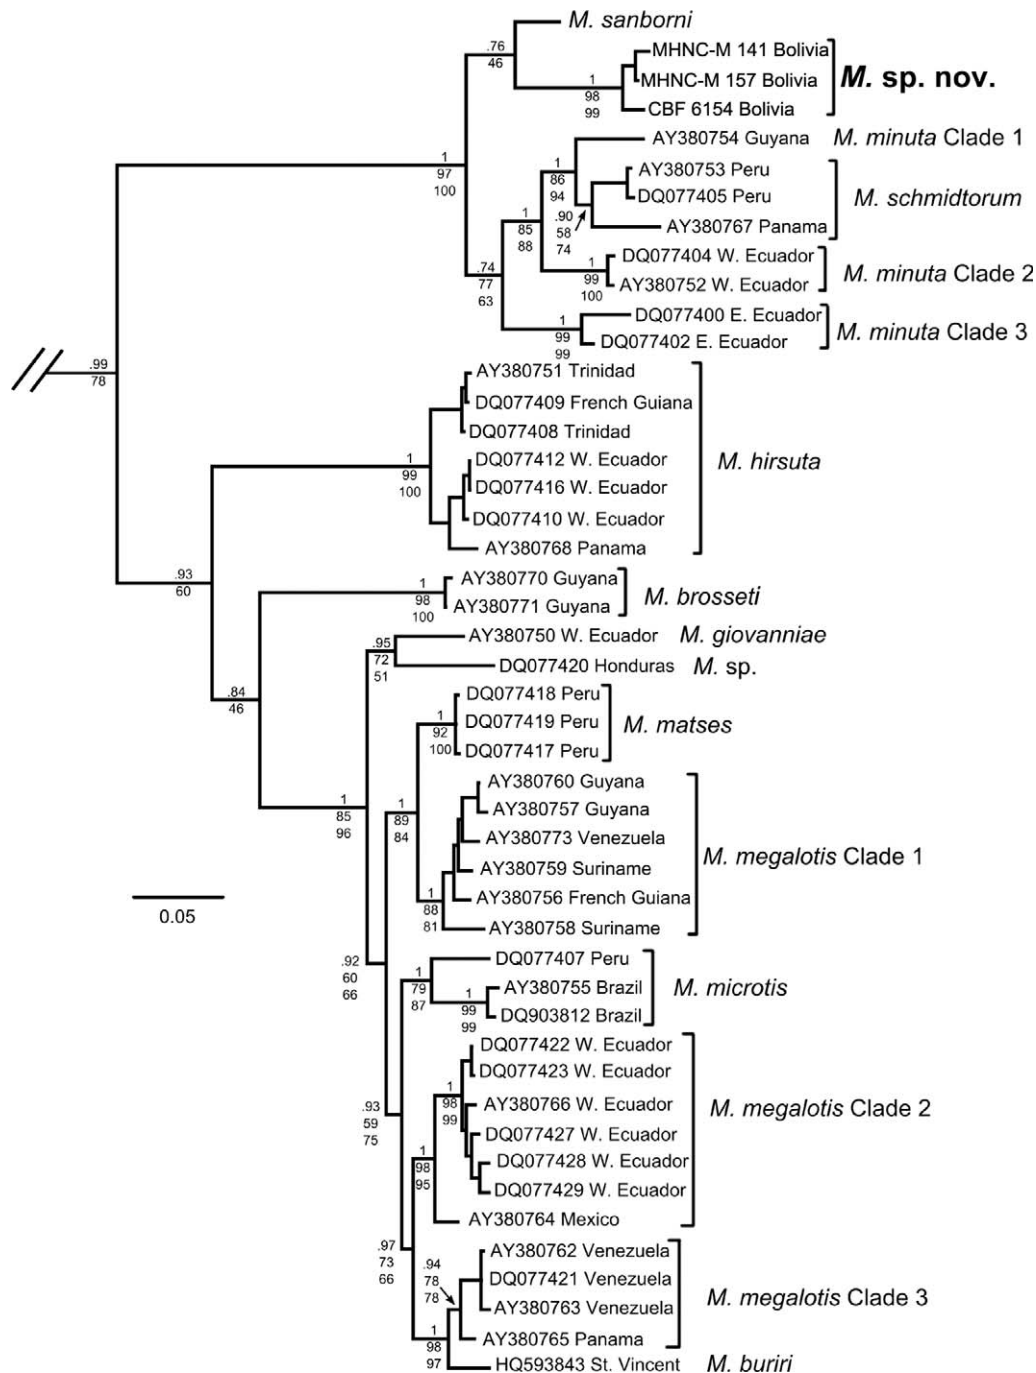 M. sanborni
.76
46
MHNC-M 141 Bolivia
MHNC-M 157 Bolivia
CBF 6154 Bolivia
M. sp. nov.
1
98
99
AY380754 Guyana M. minuta Clade 1
1
97
100
1
86
94
AY380753 Peru
DQ077405 Peru
AY380767 Panama
M. schmidtorum
.90
58
74
1
85
88
DQ077404 W. Ecuador
AY380752 W. Ecuador
M. minuta Clade 2
1
99
100
.74
77
63
DQ077400 E. Ecuador
DQ077402 E. Ecuador
M. minuta Clade 3
1
99
99
.99
78
AY380751 Trinidad
DQ077409 French Guiana
DQ077408 Trinidad
DQ077412 W. Ecuador
DQ077416 W. Ecuador
DQ077410 W. Ecuador
AY380768 Panama
M. hirsuta
1
99
100
.93
60
AY380770 Guyana
AY380771 Guyana
M. brosseti
1
98
100
AY380750 W. Ecuador M. giovanniae
DQ077420 Honduras M. sp.
.95
72
51
.84
46
DQ077418 Peru
DQ077419 Peru
DQ077417 Peru
M. matses
1
92
100
1
85
96
1
89
84
AY380760 Guyana
AY380757 Guyana
AY380773 Venezuela
AY380759 Suriname
AY380756 French Guiana
AY380758 Suriname
M. megalotis Clade 1
1
88
81
0.05
.92
60
66
DQ077407 Peru
AY380755 Brazil
DQ903812 Brazil
M. microtis
1
79
87
1
99
99
DQ077422 W. Ecuador
DQ077423 W. Ecuador
AY380766 W. Ecuador
DQ077427 W. Ecuador
DQ077428 W. Ecuador
DQ077429 W. Ecuador
AY380764 Mexico
M. megalotis Clade 2
1
98
99
.93
59
75
1
98
95
.97
73
66
AY380762 Venezuela
DQ077421 Venezuela
AY380763 Venezuela
AY380765 Panama
M. megalotis Clade 3
.94
78
78
1
98
97
HQ593843 St. Vincent M. buriri